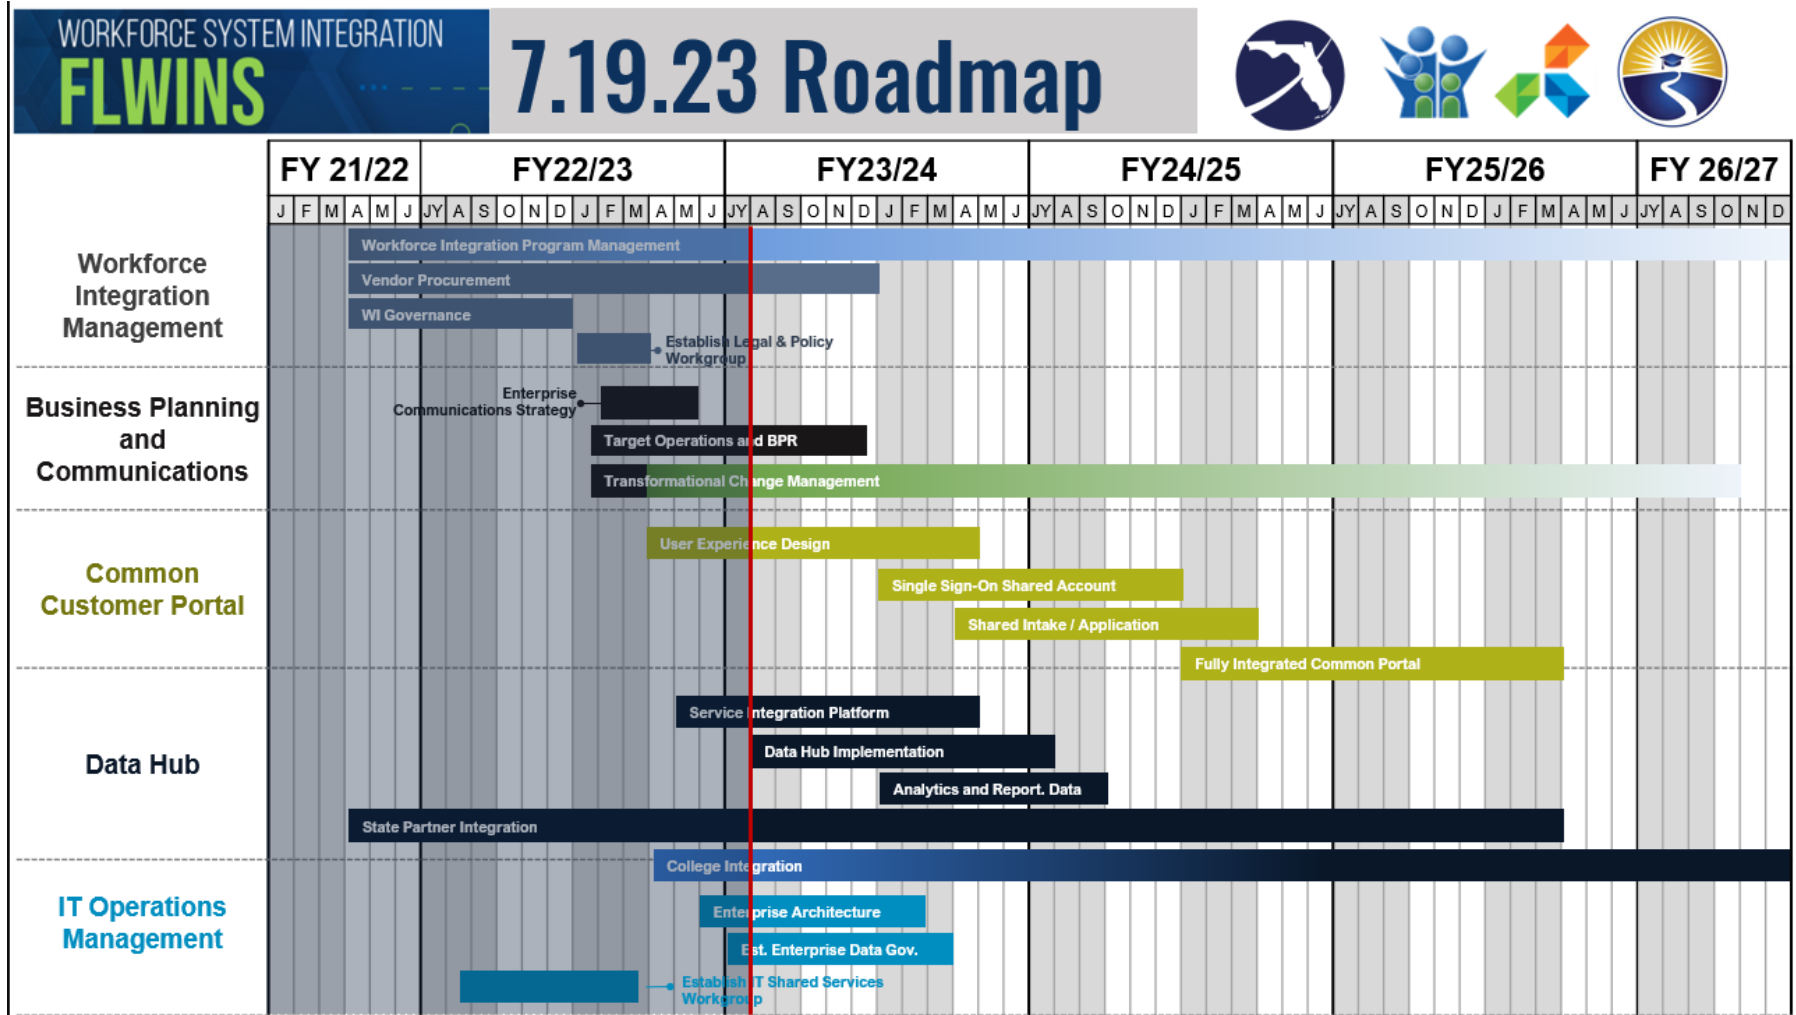 WORKFORCE SYSTEM INTEGRATION
FLWINS
7.19.23 Roadmap
FY 21/22 FY22/23 FY23/24 FY24/25 FY25/26 FY 26/27
J F M A M J JY A S O N D J F M A M J JY A S O N D J F M A M J JY A S O N D J F M A M J JY A S O N D J F M A M J JY A S O N D
Workforce
Integration
Management
Workforce Integration Program Management
Vendor Procurement
WI Governance
Establish Legal & Policy
Workgroup
Business Planning
and
Communications
Enterprise
Communications Strategy
Target Operations and BPR
Transformational Change Management
Common
Customer Portal
User Experience Design
Single Sign-On Shared Account
Shared Intake / Application
Fully Integrated Common Portal
Data Hub
Service Integration Platform
Data Hub Implementation
Analytics and Report. Data
State Partner Integration
College Integration
IT Operations
Management
Enterprise Architecture
Est. Enterprise Data Gov.
Establish IT Shared Services
Workgroup